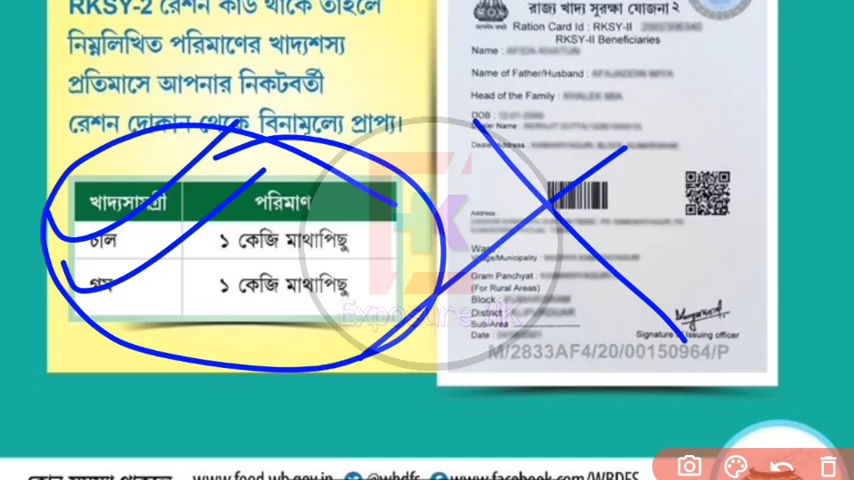 RKSY-2 রেশন কার্ড থাকে তাহলে
নিম্নলিখিত পরিমাণের খাদ্যশস্য
প্রতিমাসে আপনার নিকটবর্তী
রেশন দোকান থেকে বিনামূল্যে প্রাপ্য।
খাদ্যসামগ্রী পরিমাণ
চাল ১ কেজি মাথাপিছু
গম ১ কেজি মাথাপিছু
রাজ্য খাদ্য সুরক্ষা যোজনা ২
Ration Card Id : RKSY-II
RKSY-II Beneficiaries
Name :
Name of Father/Husband :
Head of the Family :
DOB :
Dealer Name :
Dealer Address :
Address :
Ward
Village/Municipality :
Gram Panchyat :
(For Rural Areas)
Block :
District
Sub-Area
Date :
Signature of Issuing officer
M/2833AF4/20/00150964/P
HK
Exposure HK
www.food.wb.gov.in @wbdfs www.facebook.com/WBDFS